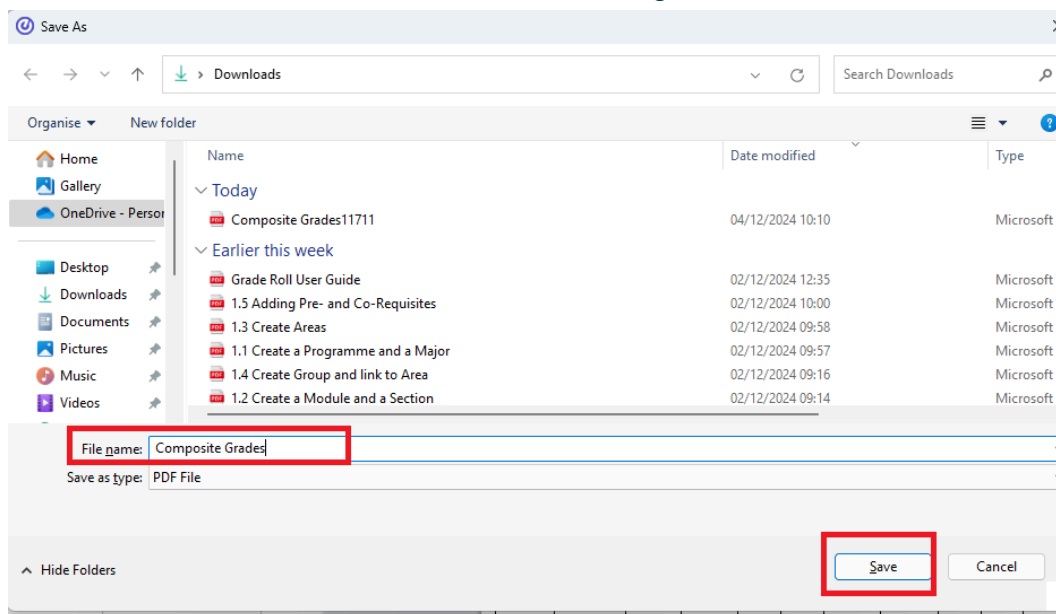 Save As
Downloads
Search Downloads
Organise New folder
Home
Gallery
OneDrive - Person
Desktop
Downloads
Documents
Pictures
Music
Videos
Name Date modified Type
Today
Composite Grades11711 04/12/2024 10:10 Microsoft
Earlier this week
Grade Roll User Guide 02/12/2024 12:35 Microsoft
1.5 Adding Pre- and Co-Requisites 02/12/2024 10:00 Microsoft
1.3 Create Areas 02/12/2024 09:58 Microsoft
1.1 Create a Programme and a Major 02/12/2024 09:57 Microsoft
1.4 Create Group and link to Area 02/12/2024 09:16 Microsoft
1.2 Create a Module and a Section 02/12/2024 09:14 Microsoft
File name: Composite Grades
Save as type: PDF File
Hide Folders
Save Cancel